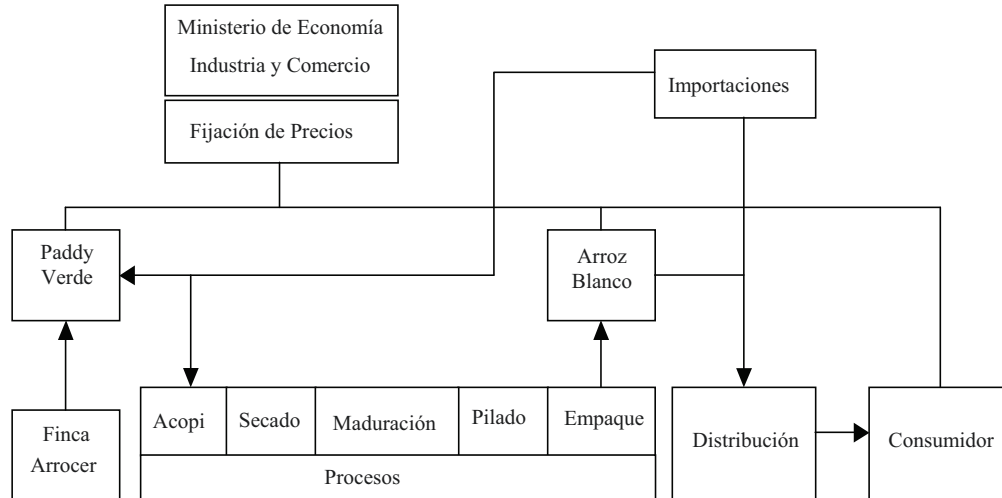 Ministerio de Economía
Industria y Comercio
Importaciones
Fijación de Precios
Paddy
Verde
Arroz
Blanco
Acopi
Secado
Maduración
Pilado
Empaque
Procesos
Finca
Arrocer
Distribución
Consumidor